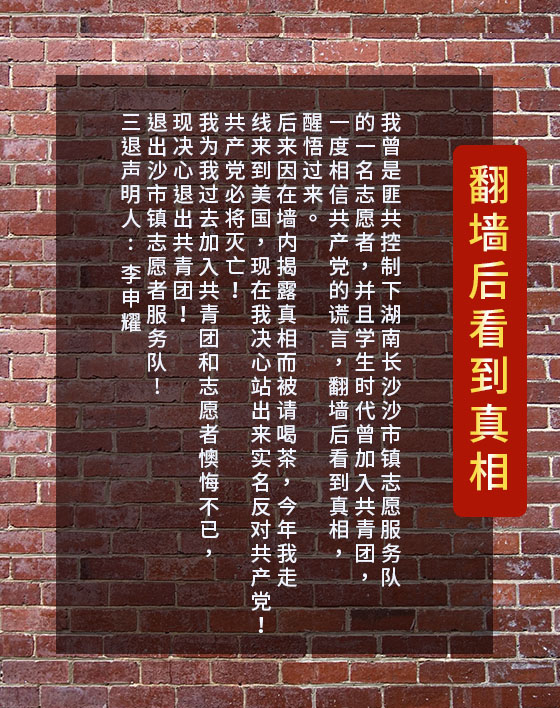 翻墙后看到真相
我曾是匪共控制下湖南长沙沙市镇志愿服务队
的一名志愿者，并且学生时代曾加入共青团，
一度相信共产党的谎言，翻墙后看到真相，
醒悟过来。
后来因在墙内揭露真相而被请喝茶，今年我走
线来到美国，现在我决心站出来实名反对共产党！
共产党必将灭亡！
我为我过去加入共青团和志愿者懊悔不已，
现决心退出共青团！
退出沙市镇志愿者服务队！
三退声明人：李申耀